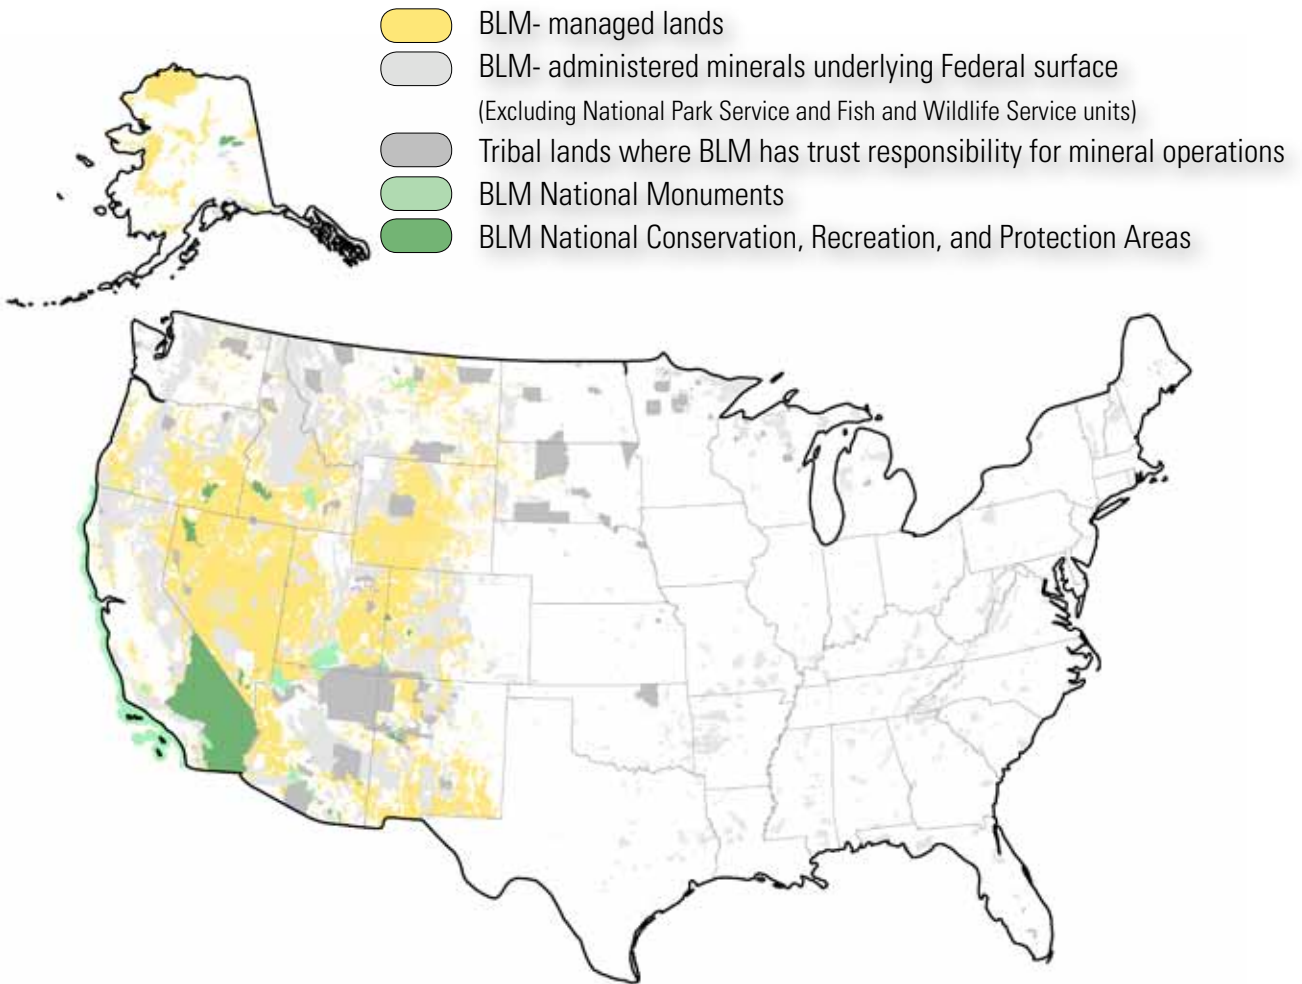 BLM- managed lands
BLM- administered minerals underlying Federal surface
(Excluding National Park Service and Fish and Wildlife Service units)
Tribal lands where BLM has trust responsibility for mineral operations
BLM National Monuments
BLM National Conservation, Recreation, and Protection Areas